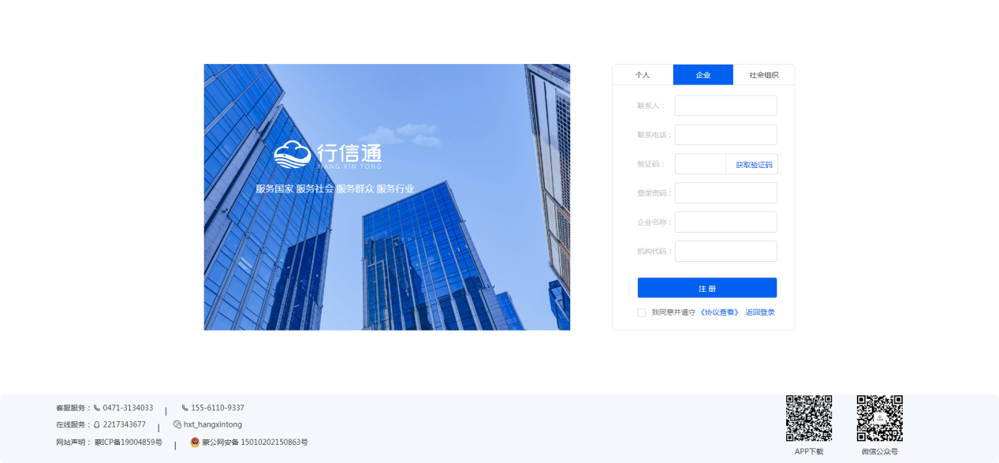 个人 企业 社会组织
联系人：
联系电话：
验证码： 获取验证码
登录密码：
企业名称：
机构代码：
注 册
我同意并遵守 《协议查看》 返回登录
行信通
HANG XIN TONG
服务国家 服务社会 服务群众 服务行业
客服服务： 0471-3134033 | 155-6110-9337
在线服务： 2217343677 | hxt_hangxintong
网站声明： 蒙ICP备19004859号 | 蒙公网安备 15010202150863号
APP下载 微信公众号